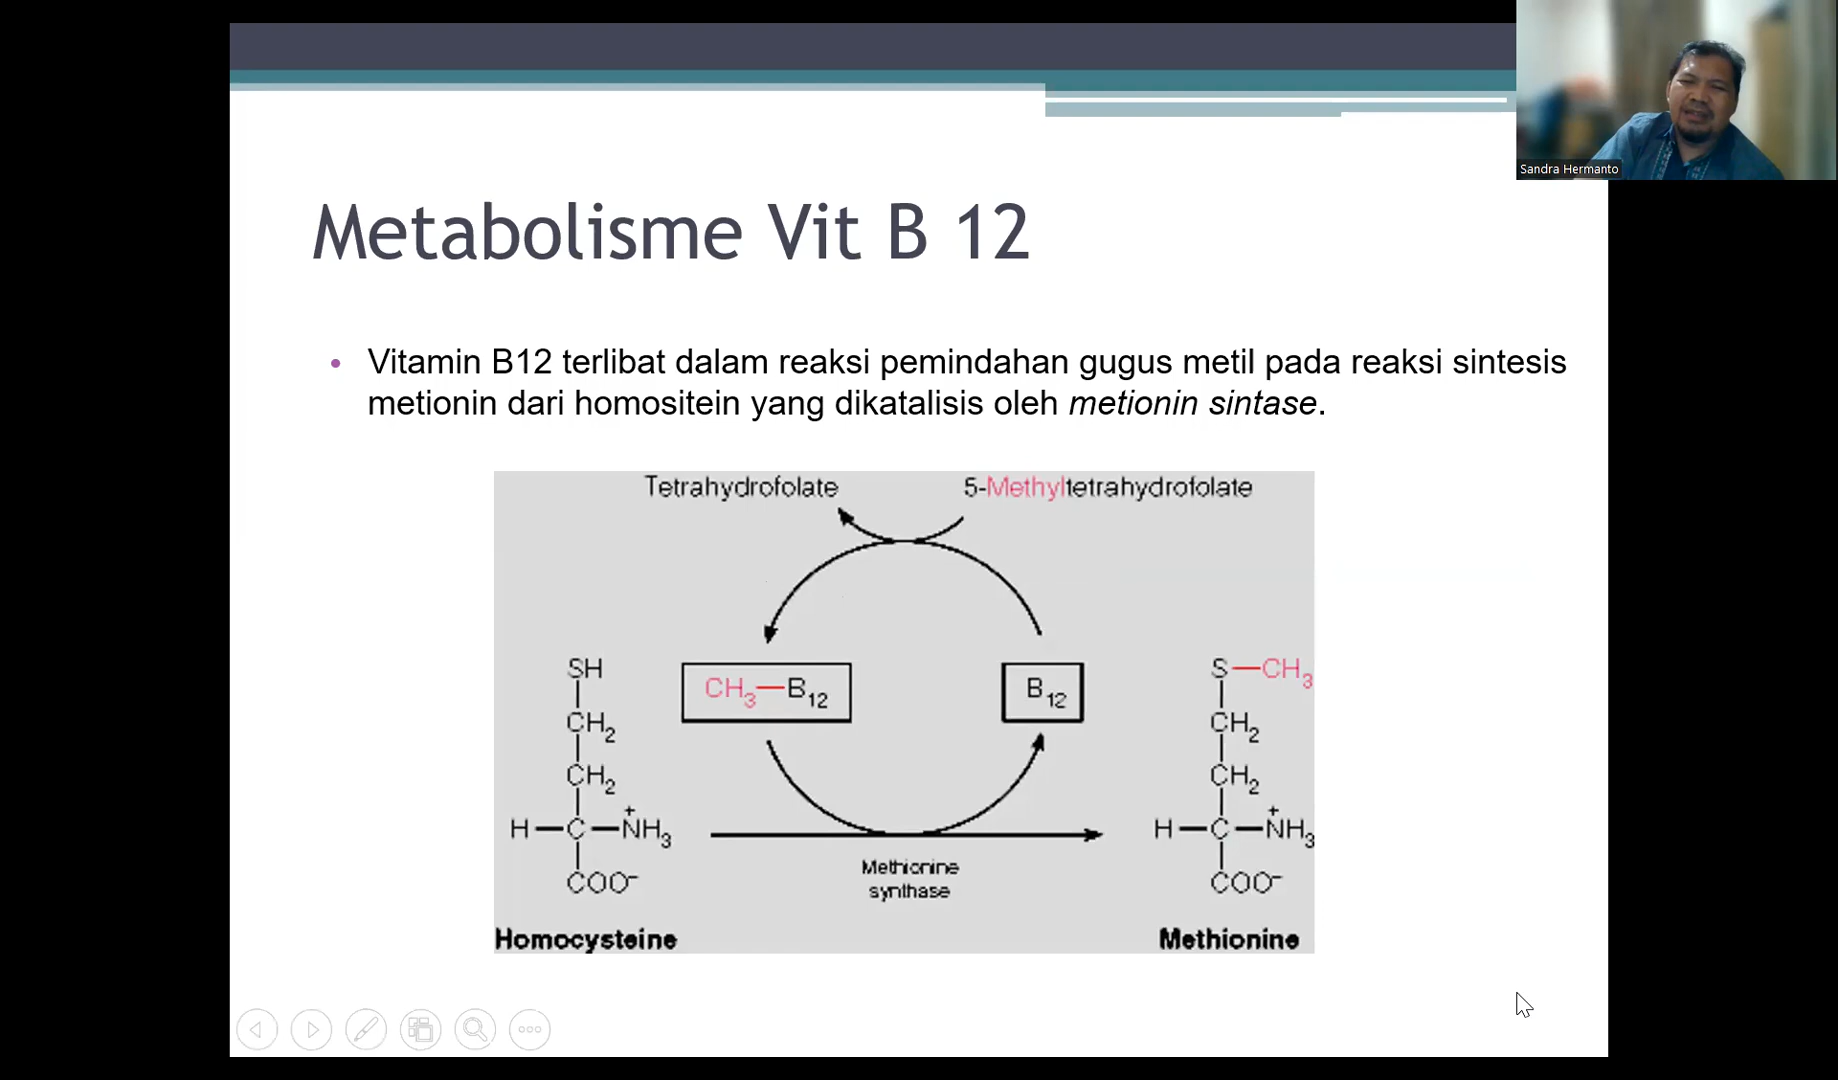 Sandra Hermanto
Metabolisme Vit B 12
• Vitamin B12 terlibat dalam reaksi pemindahan gugus metil pada reaksi sintesis
metionin dari homositein yang dikatalisis oleh metionin sintase.
Tetrahydrofolate 5-Methyltetrahydrofolate
SH CH₃—B₁₂ B₁₂ S—CH₃
CH₂ CH₂
CH₂ CH₂
H—C—N⁺H₃ H—C—N⁺H₃
Methionine
synthase
COO⁻ COO⁻
Homocysteine Methionine